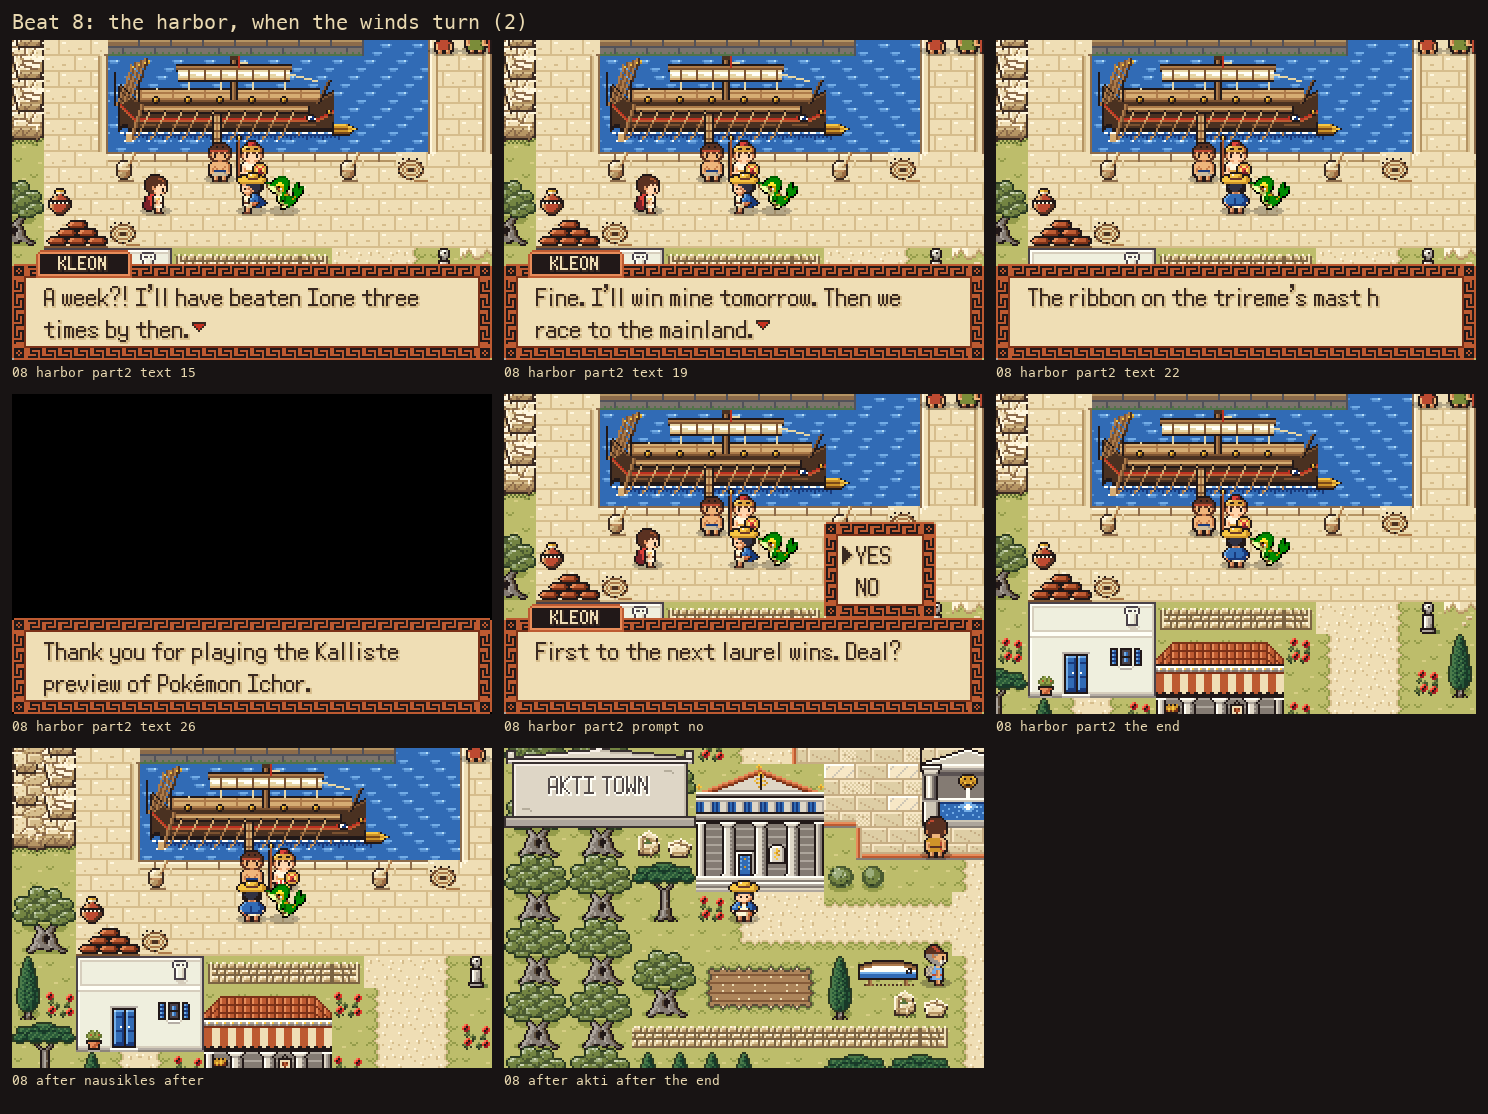 Beat 8: the harbor, when the winds turn (2)
KLEON
A week?! I'll have beaten Ione three
times by then.
08 harbor part2 text 15
KLEON
Fine. I'll win mine tomorrow. Then we
race to the mainland.
08 harbor part2 text 19
The ribbon on the trireme's mast h
08 harbor part2 text 22
Thank you for playing the Kalliste
preview of Pokémon Ichor.
08 harbor part2 text 26
YES
NO
KLEON
First to the next laurel wins. Deal?
08 harbor part2 prompt no
08 harbor part2 the end
08 after nausikles after
AKTI TOWN
08 after akti after the end